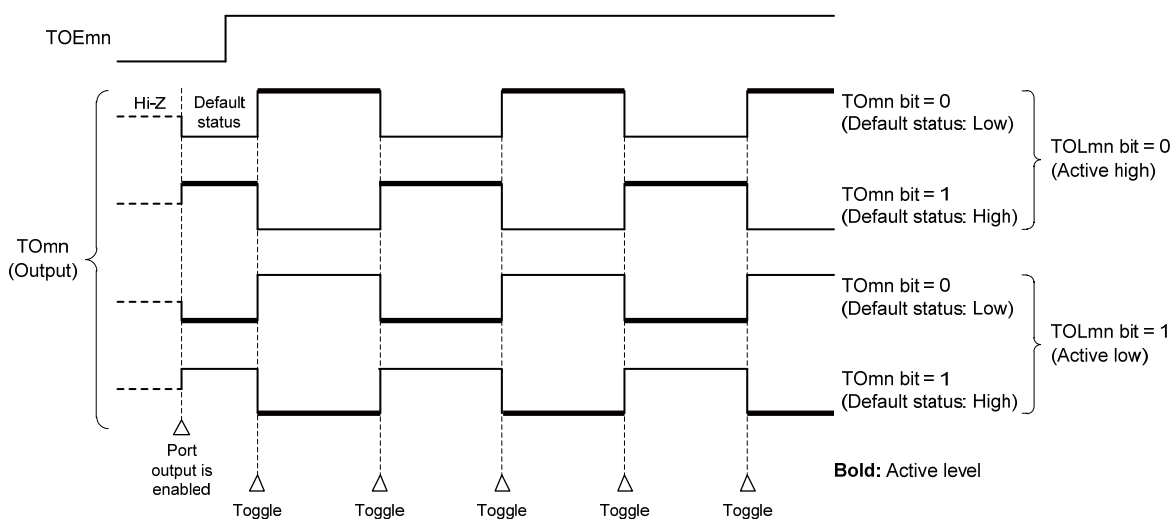 TOEmn
Hi-Z
Default
status
TOmn bit = 0
(Default status: Low)
TOLmn bit = 0
(Active high)
TOmn bit = 1
(Default status: High)
TOmn
(Output)
TOmn bit = 0
(Default status: Low)
TOLmn bit = 1
(Active low)
TOmn bit = 1
(Default status: High)
Port
output is
enabled
Bold: Active level
Toggle
Toggle
Toggle
Toggle
Toggle